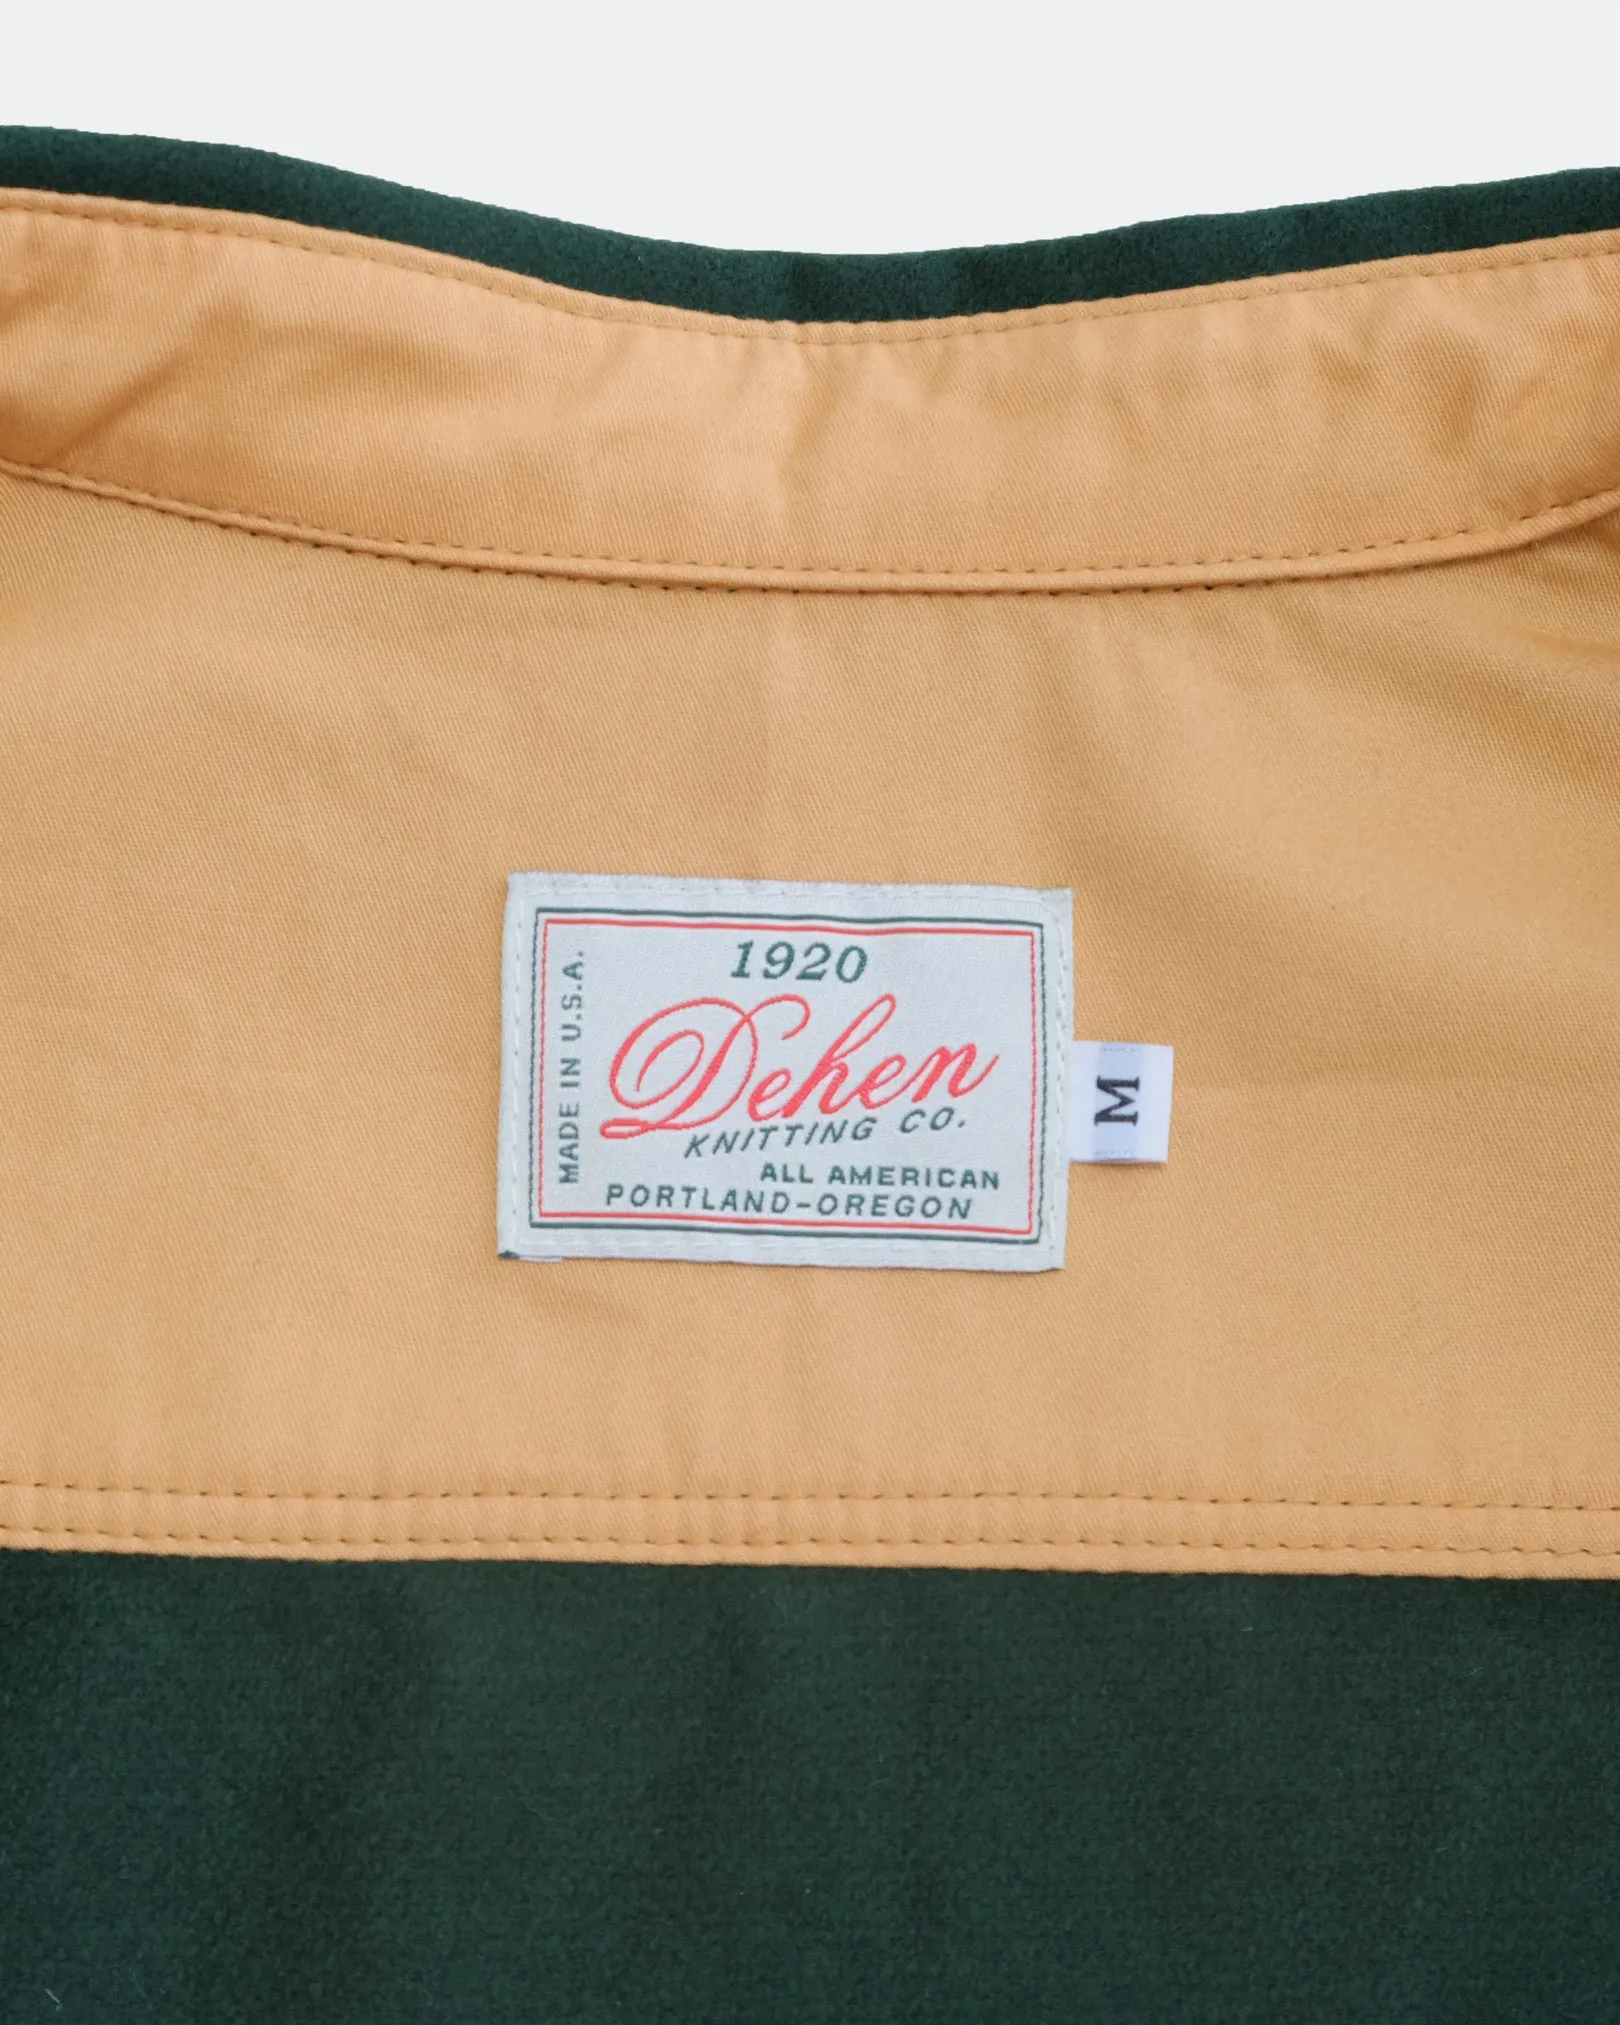 1920
Dehen
KNITTING CO.
ALL AMERICAN
PORTLAND-OREGON
MADE IN U.S.A.
M